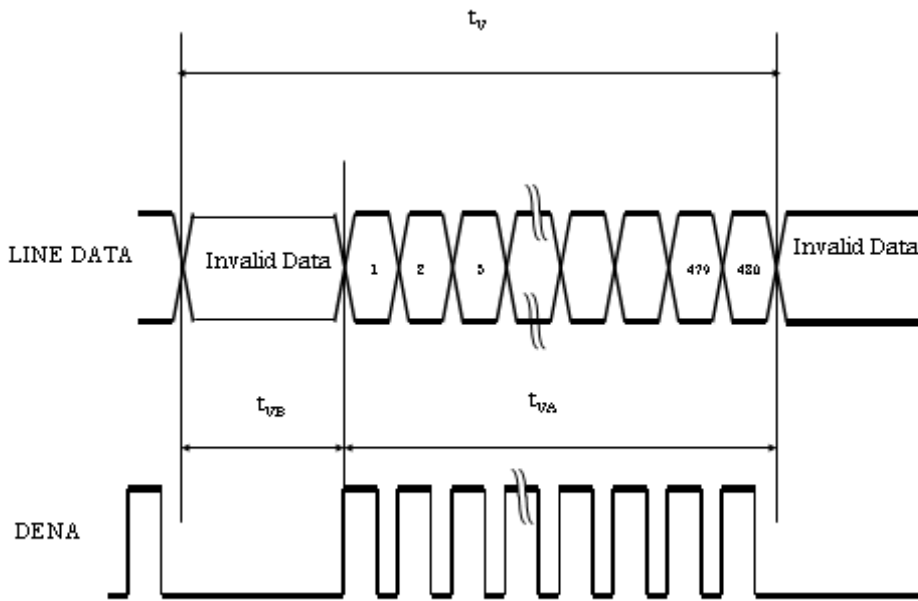 tV
LINE DATA
Invalid Data
1 2 3 479 480
Invalid Data
tVB
tVA
DENA